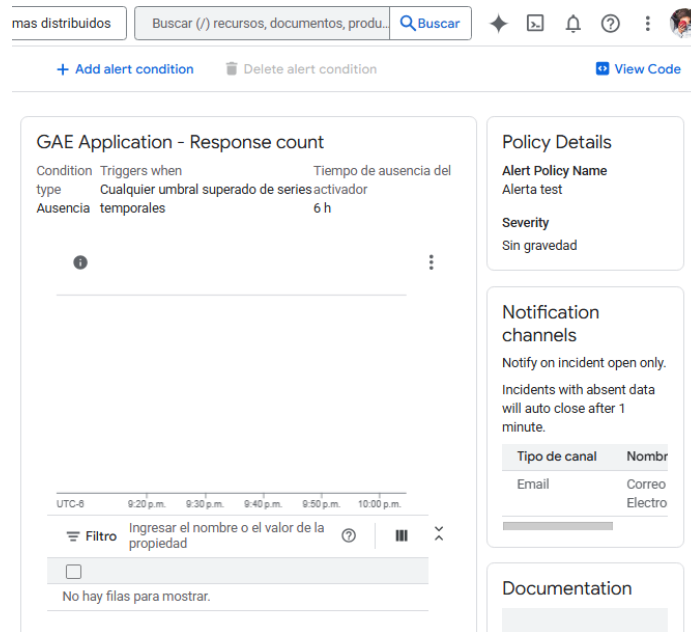 mas distribuidos
Buscar (/) recursos, documentos, produ...
Buscar
+ Add alert condition
Delete alert condition
View Code
GAE Application - Response count
Condition type
Ausencia
Triggers when
Cualquier umbral superado de series temporales
Tiempo de ausencia del activador
6 h
UTC-6
9:20 p.m.
9:30 p.m.
9:40 p.m.
9:50 p.m.
10:00 p.m.
Filtro
Ingresar el nombre o el valor de la
propiedad
No hay filas para mostrar.
Policy Details
Alert Policy Name
Alerta test
Severity
Sin gravedad
Notification
channels
Notify on incident open only.
Incidents with absent data
will auto close after 1
minute.
Tipo de canal
Nombr
Email
Correo
Electro
Documentation